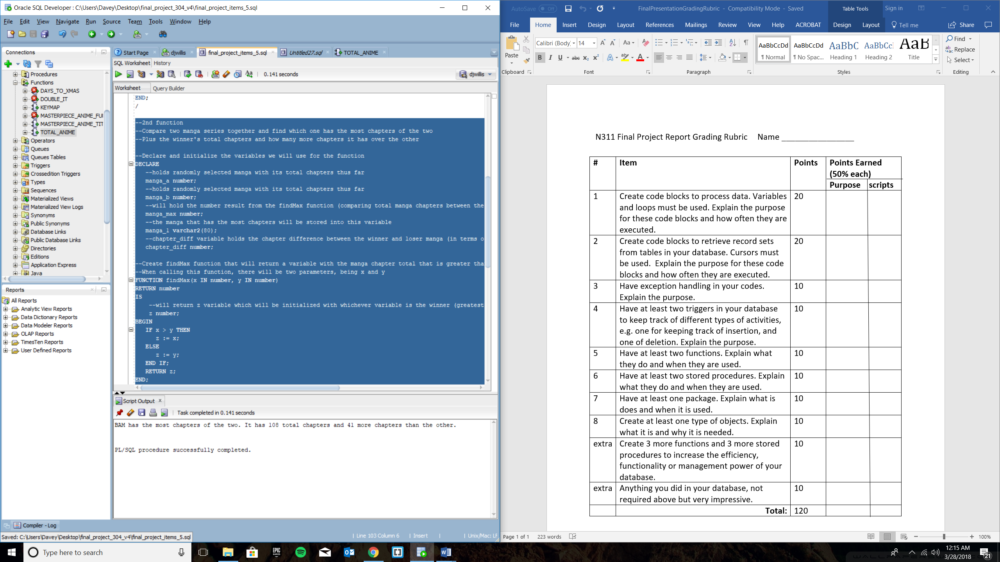 Oracle SQL Developer : C:\Users\Davey\Desktop\final_project_304_v4\final_project_items_5.sql
File Edit View Navigate Run Source Team Tools Window Help
Connections
Procedures
Functions
DAYS_TO_XMAS
DOUBLE_IT
KEYMAP
MASTERPIECE_ANIME_FUI
MASTERPIECE_ANIME_TIT
TOTAL_ANIME
Operators
Queues
Queues Tables
Triggers
Crossedition Triggers
Types
Sequences
Materialized Views
Materialized View Logs
Synonyms
Public Synonyms
Database Links
Public Database Links
Directories
Editions
Application Express
Java
Reports
All Reports
Analytic View Reports
Data Dictionary Reports
Data Modeler Reports
OLAP Reports
TimesTen Reports
User Defined Reports
Start Page djwillis final_project_items_5.sql Untitled27.sql TOTAL_ANIME
SQL Worksheet History
0.141 seconds djwillis
Worksheet Query Builder
END;
/
--2nd function
--Compare two manga series together and find which one has the most chapters of the two
--Plus the winner's total chapters and how many more chapters it has over the other
--Declare and initialize the variables we will use for the function
DECLARE
--holds randomly selected manga with its total chapters thus far
manga_a number;
--holds randomly selected manga with its total chapters thus far
manga_b number;
--will hold the number result from the findMax function (comparing total manga chapters between the
manga_max number;
--the manga that has the most chapters will be stored into this variable
manga_l varchar2(80);
--chapter_diff variable holds the chapter difference between the winner and loser manga (in terms o
chapter_diff number;
--Create findMax function that will return a variable with the manga chapter total that is greater tha
--When calling this function, there will be two parameters, being x and y
FUNCTION findMax(x IN number, y IN number)
RETURN number
IS
--will return z variable which will be initialized with whichever variable is the winner (greatest
z number;
BEGIN
IF x > y THEN
z := x;
ELSE
z := y;
END IF;
RETURN z;
END;
Script Output
Task completed in 0.141 seconds
BAM has the most chapters of the two. It has 108 total chapters and 41 more chapters than the other.
PL/SQL procedure successfully completed.
Compiler - Log
Saved: C:\Users\Davey\Desktop\final_project_304_v4\final_project_items_5.sql
Line 103 Column 6 Insert Unix/Mac: LF
AutoSave Off FinalPresentationGradingRubric - Compatibility Mode - Saved Table Tools Sign in
File Home Insert Design Layout References Mailings Review View Help ACROBAT Design Layout Tell me Share
Calibri (Body) 14
Paste
AaBbCcDd AaBbCcDd AaBbC AaBbCcI AaB
¶ Normal ¶ No Spac... Heading 1 Heading 2 Title
Find
Replace
Select
Clipboard Font Paragraph Styles Editing
N311 Final Project Report Grading Rubric Name _______________
# Item Points Points Earned (50% each)
Purpose scripts
1 Create code blocks to process data. Variables 20
and loops must be used. Explain the purpose
for these code blocks and how often they are
executed.
2 Create code blocks to retrieve record sets 20
from tables in your database. Cursors must
be used. Explain the purpose for these code
blocks and how often they are executed.
3 Have exception handling in your codes. 10
Explain the purpose.
4 Have at least two triggers in your database 10
to keep track of different types of activities,
e.g. one for keeping track of insertion, and
one of deletion. Explain the purpose.
5 Have at least two functions. Explain what 10
they do and when they are used.
6 Have at least two stored procedures. Explain 10
what they do and when they are used.
7 Have at least one package. Explain what is 10
does and when it is used.
8 Create at least one type of objects. Explain 10
what it is and why it is needed.
extra Create 3 more functions and 3 more stored 10
procedures to increase the efficiency,
functionality or management power of your
database.
extra Anything you did in your database, not 10
required above but very impressive.
Total: 120
Page 1 of 1 223 words 100%
Type here to search
12:15 AM
3/28/2018
21